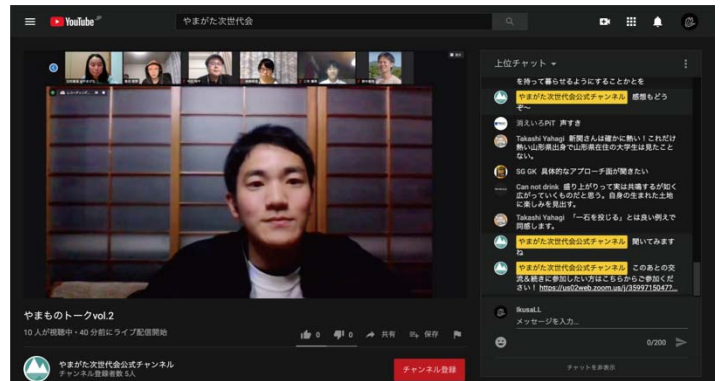 YouTube JP
やまがた次世代会
上位チャット
を持って暮らせるようにすることかとを
やまがた次世代会公式チャンネル 感想もどう
ぞ〜
消えいろPiT 声すき
Takashi Yahagi 新関さんは確かに熱い！これだけ
熱い山形県出身で山形県在住の大学生は見たこと
ない。
SG GK 具体的なアプローチ面が聞きたい
Can not drink 盛り上がりって実は共鳴するが如く
広がっていくものだと思う。自身の生まれた土地
に楽しみを見出す。
Takashi Yahagi 「一石を投じる」とは良い例えで
同感します。
やまがた次世代会公式チャンネル 聞いてみます
ね
やまがた次世代会公式チャンネル このあとの交
流&続きに参加したい方はこちらからご参加くだ
さい！https://us02web.zoom.us/j/3599715047?...
IkusaLL
メッセージを入力...
0/200
チャットを非表示
やまものトークvol.2
10 人が視聴中・40 分前にライブ配信開始
0 0 共有 保存
やまがた次世代会公式チャンネル
チャンネル登録者数 5人
チャンネル登録